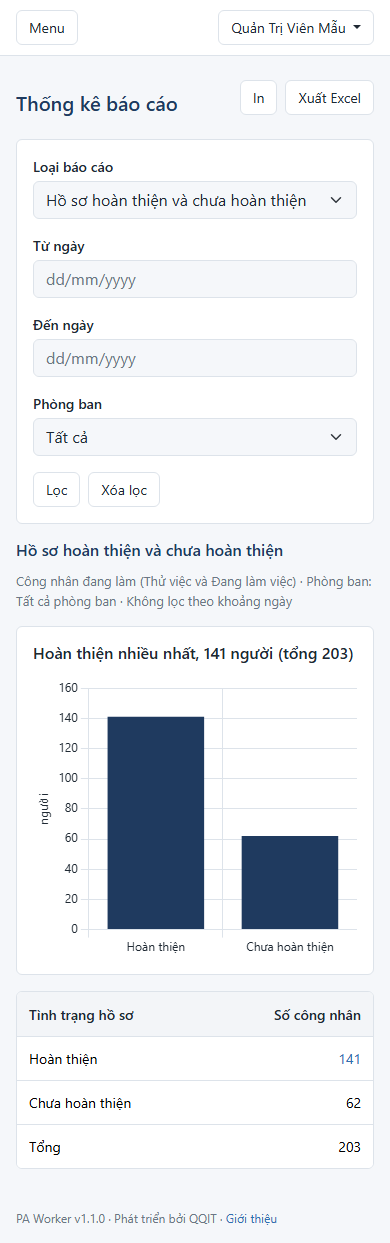 Menu
Quản Trị Viên Mẫu
Thống kê báo cáo
In
Xuất Excel
Loại báo cáo
Hồ sơ hoàn thiện và chưa hoàn thiện
Từ ngày
dd/mm/yyyy
Đến ngày
dd/mm/yyyy
Phòng ban
Tất cả
Lọc
Xóa lọc
Hồ sơ hoàn thiện và chưa hoàn thiện
Công nhân đang làm (Thử việc và Đang làm việc) · Phòng ban:
Tất cả phòng ban · Không lọc theo khoảng ngày
Hoàn thiện nhiều nhất, 141 người (tổng 203)
160
140
120
100
80
60
40
20
0
người
Hoàn thiện
Chưa hoàn thiện
Tình trạng hồ sơ
Số công nhân
Hoàn thiện
141
Chưa hoàn thiện
62
Tổng
203
PA Worker v1.1.0 · Phát triển bởi QQIT · Giới thiệu